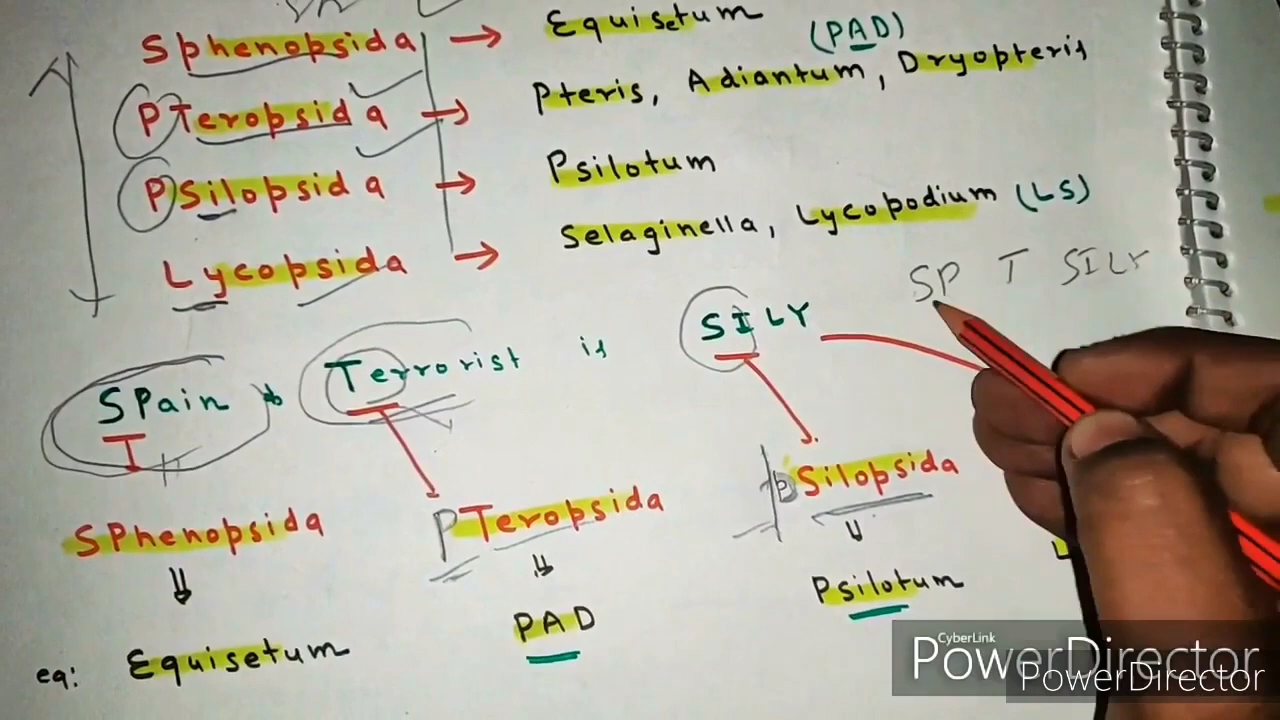 Sphenopsida → Equisetum
(PAD)
PTeropsida → Pteris, Adiantum, Dryopteris
PSilopsida → Psilotum
Lycopsida → Selaginella, Lycopodium (LS)
SP T SILY
SPain Terrorist is SILY
SPhenopsida PTeropsida PSilopsida
eg: Equisetum PAD Psilotum
CyberLink
PowerDirector
PowerDirector